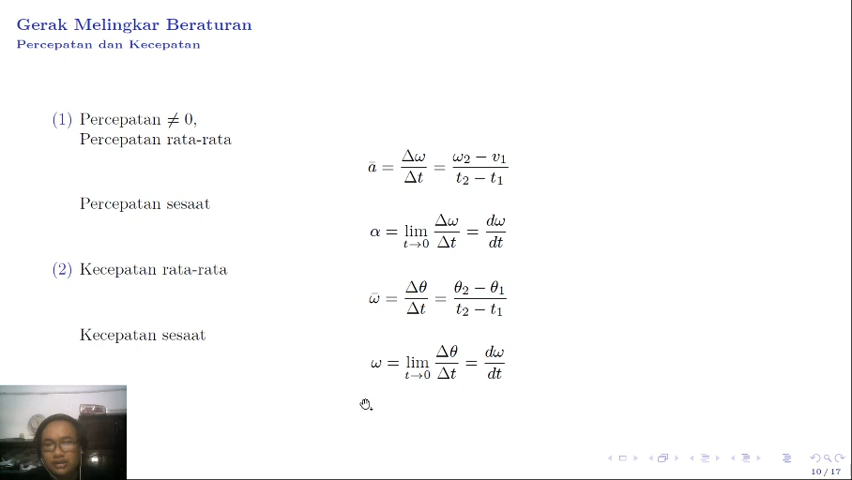 Gerak Melingkar Beraturan
Percepatan dan Kecepatan
(1) Percepatan ≠ 0,
Percepatan rata-rata
ā = Δω/Δt = (ω₂ − v₁)/(t₂ − t₁)
Percepatan sesaat
α = lim_{t→0} Δω/Δt = dω/dt
(2) Kecepatan rata-rata
ω̄ = Δθ/Δt = (θ₂ − θ₁)/(t₂ − t₁)
Kecepatan sesaat
ω = lim_{t→0} Δθ/Δt = dω/dt
10 / 17